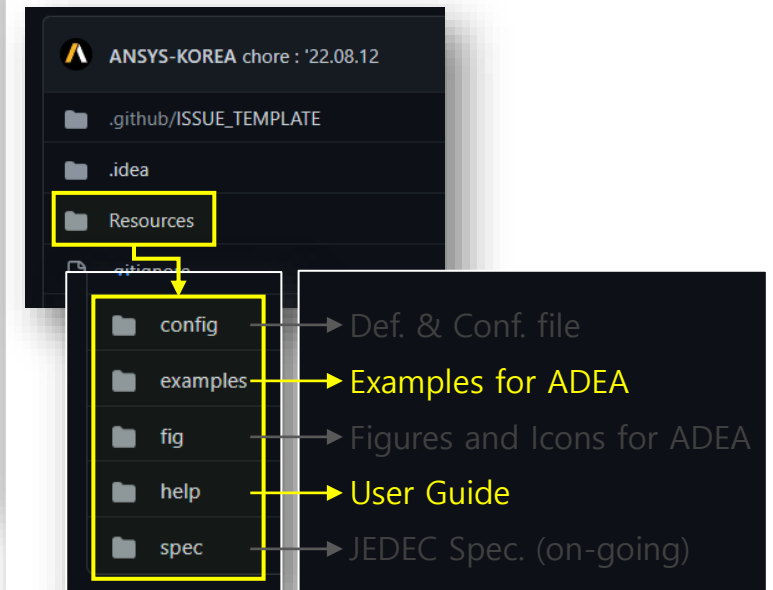 ANSYS-KOREA chore : '22.08.12
.github/ISSUE_TEMPLATE
.idea
Resources
.gitignore
config Def. & Conf. file
examples Examples for ADEA
fig Figures and Icons for ADEA
help User Guide
spec JEDEC Spec. (on-going)